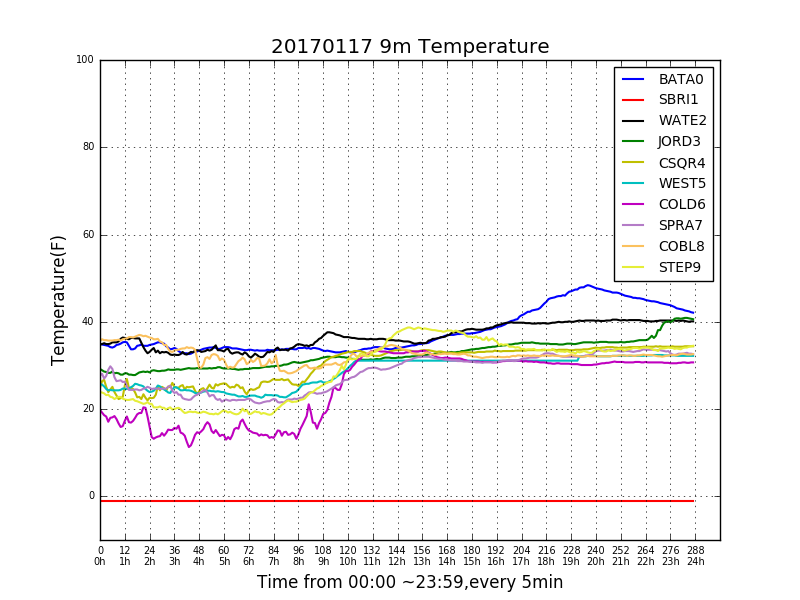 20170117 9m Temperature
100
80
60
40
20
0
Temperature(F)
BATA0
SBRI1
WATE2
JORD3
CSQR4
WEST5
COLD6
SPRA7
COBL8
STEP9
0 12 24 36 48 60 72 84 96 108 120 132 144 156 168 180 192 204 216 228 240 252 264 276 288
0h 1h 2h 3h 4h 5h 6h 7h 8h 9h 10h 11h 12h 13h 14h 15h 16h 17h 18h 19h 20h 21h 22h 23h 24h
Time from 00:00 ~23:59,every 5min